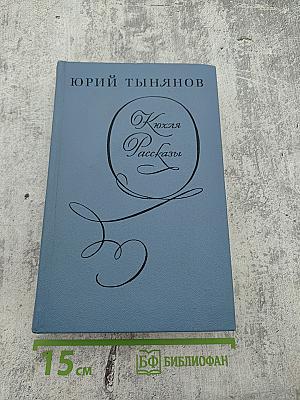 ЮРИЙ ТЫНЯНОВ
Кюхля
Рассказы
15 см
БФ БИБЛИОФАН